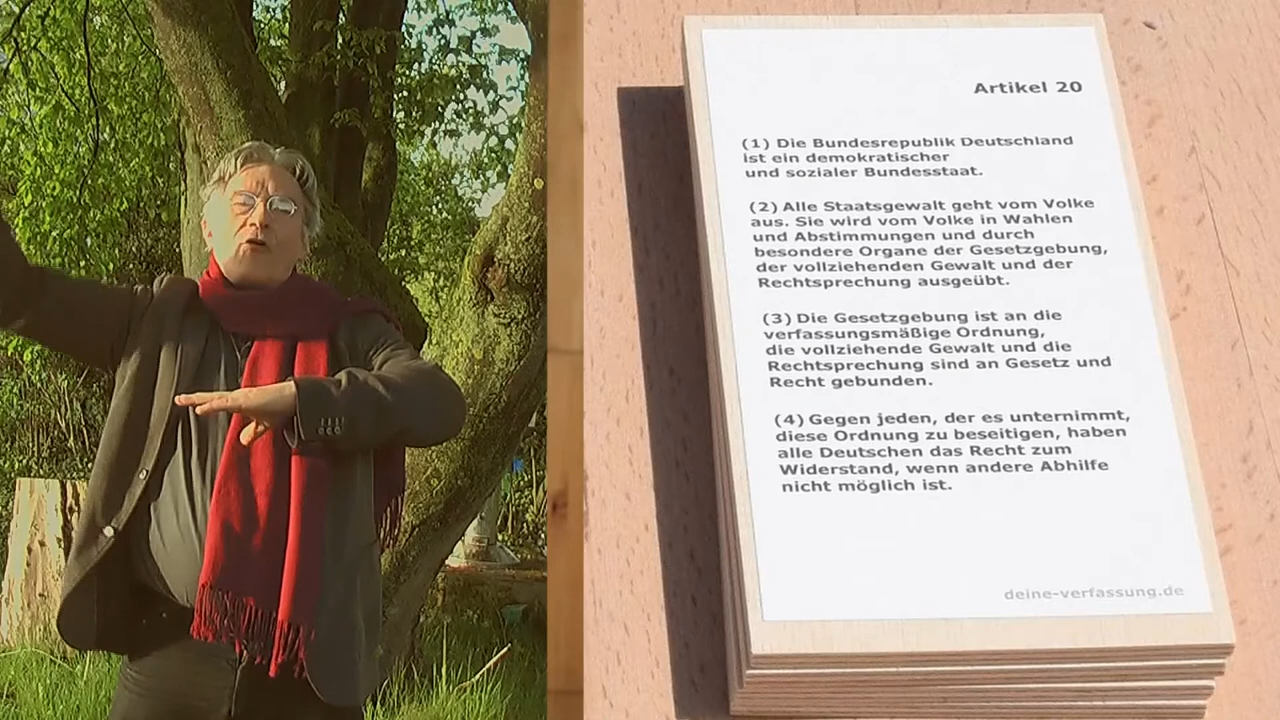 Artikel 20
(1) Die Bundesrepublik Deutschland
ist ein demokratischer
und sozialer Bundesstaat.
(2) Alle Staatsgewalt geht vom Volke
aus. Sie wird vom Volke in Wahlen
und Abstimmungen und durch
besondere Organe der Gesetzgebung,
der vollziehenden Gewalt und der
Rechtsprechung ausgeübt.
(3) Die Gesetzgebung ist an die
verfassungsmäßige Ordnung,
die vollziehende Gewalt und die
Rechtsprechung sind an Gesetz und
Recht gebunden.
(4) Gegen jeden, der es unternimmt,
diese Ordnung zu beseitigen, haben
alle Deutschen das Recht zum
Widerstand, wenn andere Abhilfe
nicht möglich ist.
deine-verfassung.de